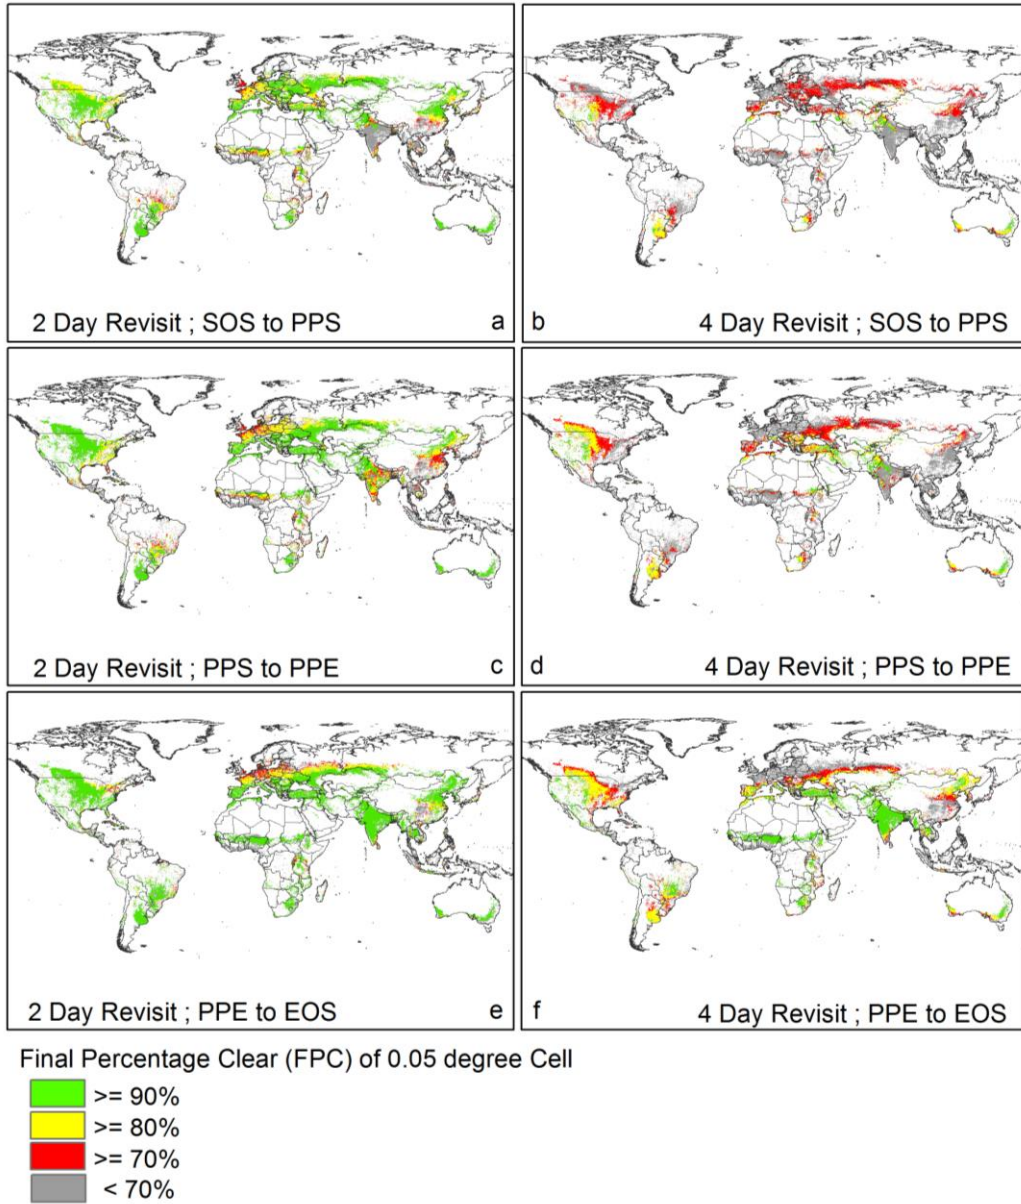 2 Day Revisit ; SOS to PPS a
b 4 Day Revisit ; SOS to PPS
2 Day Revisit ; PPS to PPE c
d 4 Day Revisit ; PPS to PPE
2 Day Revisit ; PPE to EOS e
f 4 Day Revisit ; PPE to EOS
Final Percentage Clear (FPC) of 0.05 degree Cell
>= 90%
>= 80%
>= 70%
< 70%